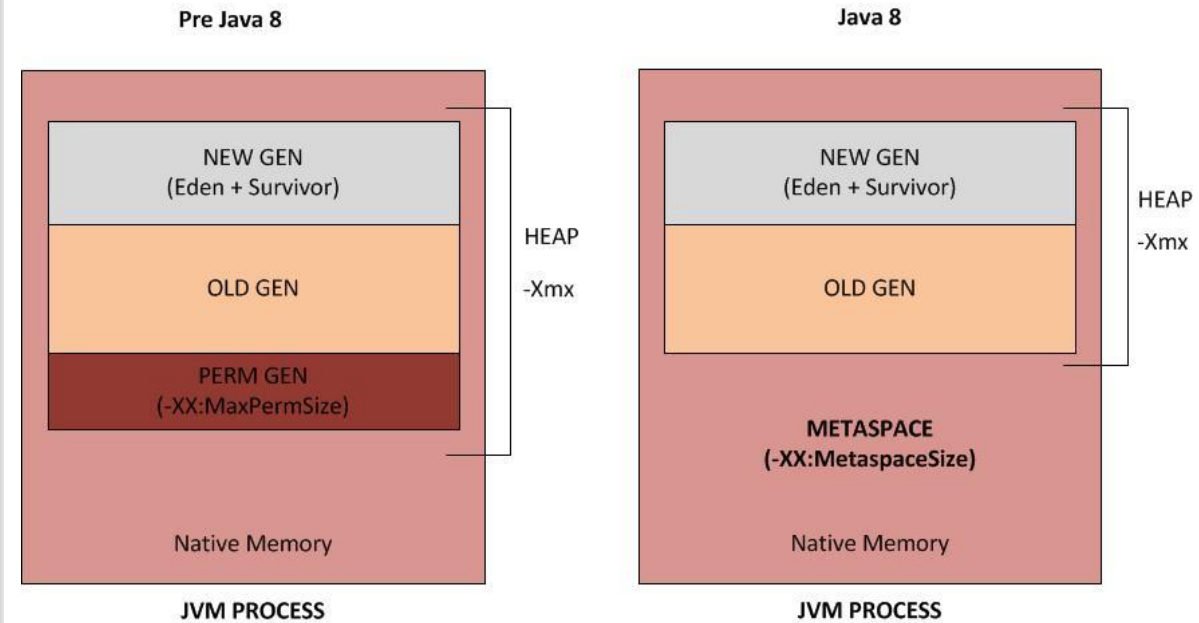 Pre Java 8
NEW GEN
(Eden + Survivor)
OLD GEN
PERM GEN
(-XX:MaxPermSize)
HEAP
-Xmx
Native Memory
JVM PROCESS
Java 8
NEW GEN
(Eden + Survivor)
OLD GEN
HEAP
-Xmx
METASPACE
(-XX:MetaspaceSize)
Native Memory
JVM PROCESS